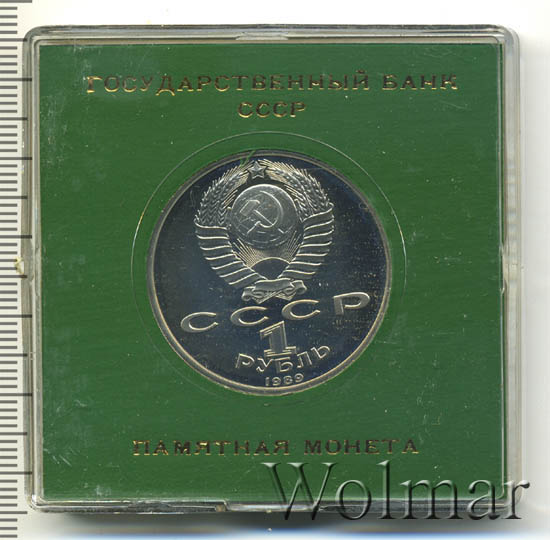 ГОСУДАРСТВЕННЫЙ БАНК
СССР
СССР
1
РУБЛЬ
1989
ПАМЯТНАЯ МОНЕТА
Wolmar